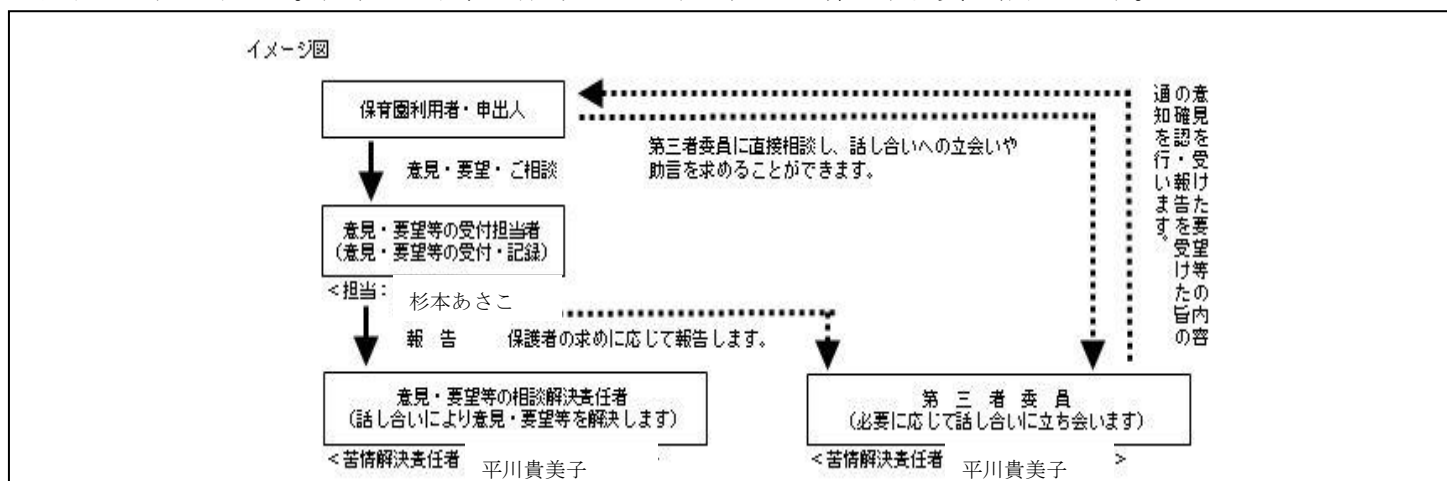 イメージ図
保育園利用者・申出人
意見・要望・ご相談
第三者委員に直接相談し、話し合いへの立会いや
助言を求めることができます。
意見を受けた要望等の内容
の確認・報告を受けた旨の
通知を行います。
意見・要望等の受付担当者
(意見・要望等の受付・記録)
<担当：
杉本あさこ
報　告　　保護者の求めに応じて報告します。
意見・要望等の相談解決責任者
(話し合いにより意見・要望等を解決します)
<苦情解決責任者
平川貴美子
第　三　者　委　員
(必要に応じて話し合いに立ち会います)
<苦情解決責任者
平川貴美子
>